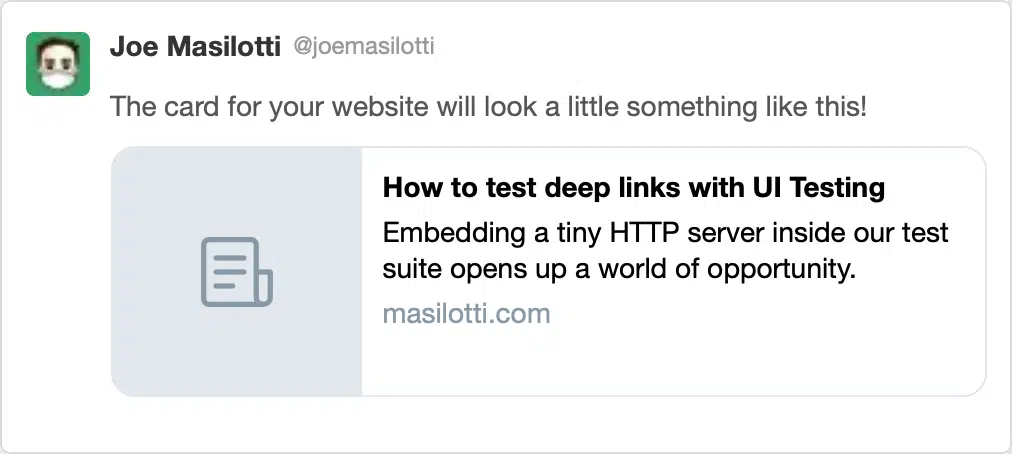 Joe Masilotti @joemasilotti
The card for your website will look a little something like this!
How to test deep links with UI Testing
Embedding a tiny HTTP server inside our test
suite opens up a world of opportunity.
masilotti.com